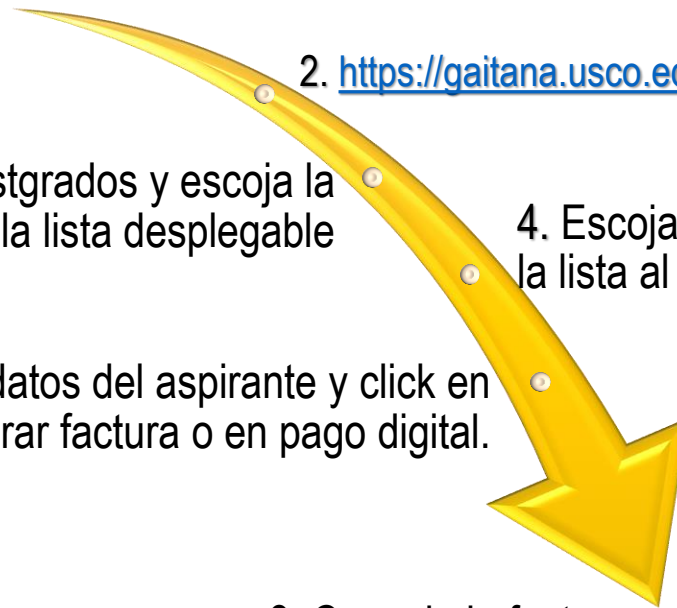 2. https://gaitana.usco.ed
stgrados y escoja la
la lista desplegable
4. Escoja
la lista al
datos del aspirante y click en
rar factura o en pago digital.